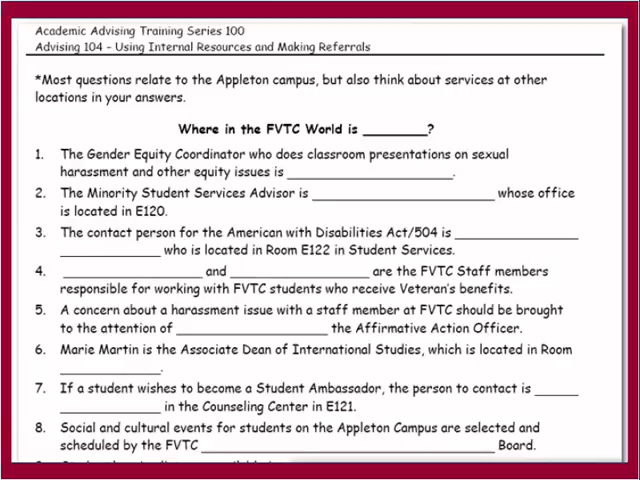 Academic Advising Training Series 100
Advising 104 – Using Internal Resources and Making Referrals
*Most questions relate to the Appleton campus, but also think about services at other
locations in your answers.
Where in the FVTC World is ________?
1. The Gender Equity Coordinator who does classroom presentations on sexual
harassment and other equity issues is _____________________.
2. The Minority Student Services Advisor is _______________________ whose office
is located in E120.
3. The contact person for the American with Disabilities Act/504 is ________________
_____________ who is located in Room E122 in Student Services.
4. __________________ and __________________ are the FVTC Staff members
responsible for working with FVTC students who receive Veteran's benefits.
5. A concern about a harassment issue with a staff member at FVTC should be brought
to the attention of ___________________ the Affirmative Action Officer.
6. Marie Martin is the Associate Dean of International Studies, which is located in Room
_____________.
7. If a student wishes to become a Student Ambassador, the person to contact is ______
_____________ in the Counseling Center in E121.
8. Social and cultural events for students on the Appleton Campus are selected and
scheduled by the FVTC ______________________________________ Board.